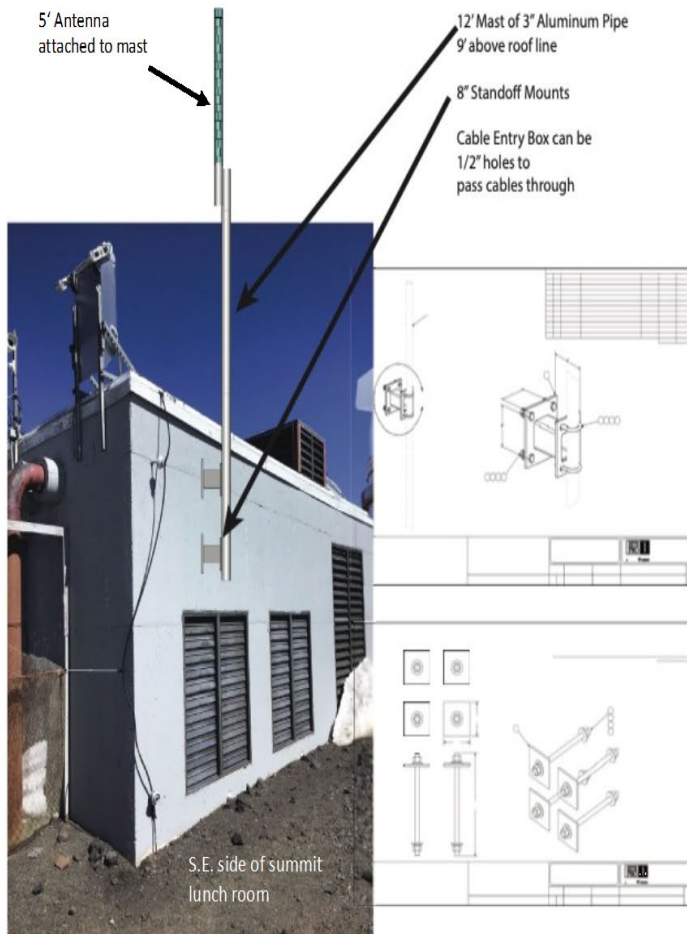 5' Antenna
attached to mast
12' Mast of 3" Aluminum Pipe
9' above roof line
8" Standoff Mounts
Cable Entry Box can be
1/2" holes to
pass cables through
S.E. side of summit
lunch room